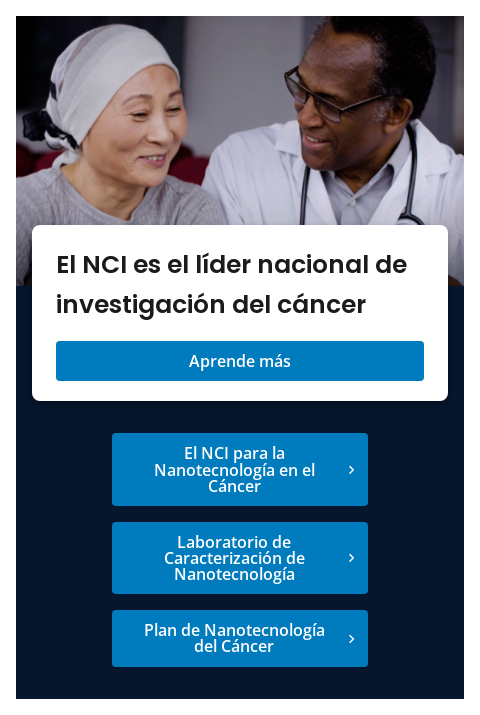 El NCI es el líder nacional de
investigación del cáncer
Aprende más
El NCI para la
Nanotecnología en el
Cáncer
Laboratorio de
Caracterización de
Nanotecnología
Plan de Nanotecnología
del Cáncer